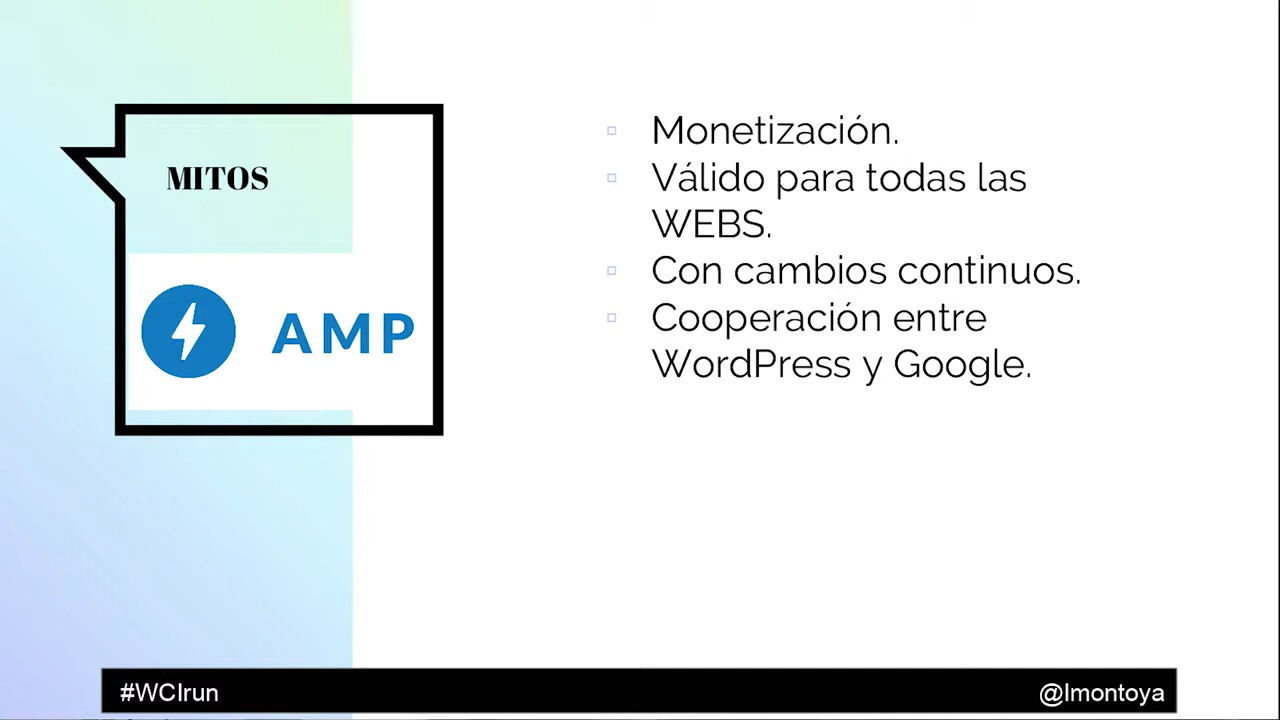 MITOS
AMP
Monetización.
Válido para todas las
WEBS.
Con cambios continuos.
Cooperación entre
WordPress y Google.
#WCIrun
@lmontoya